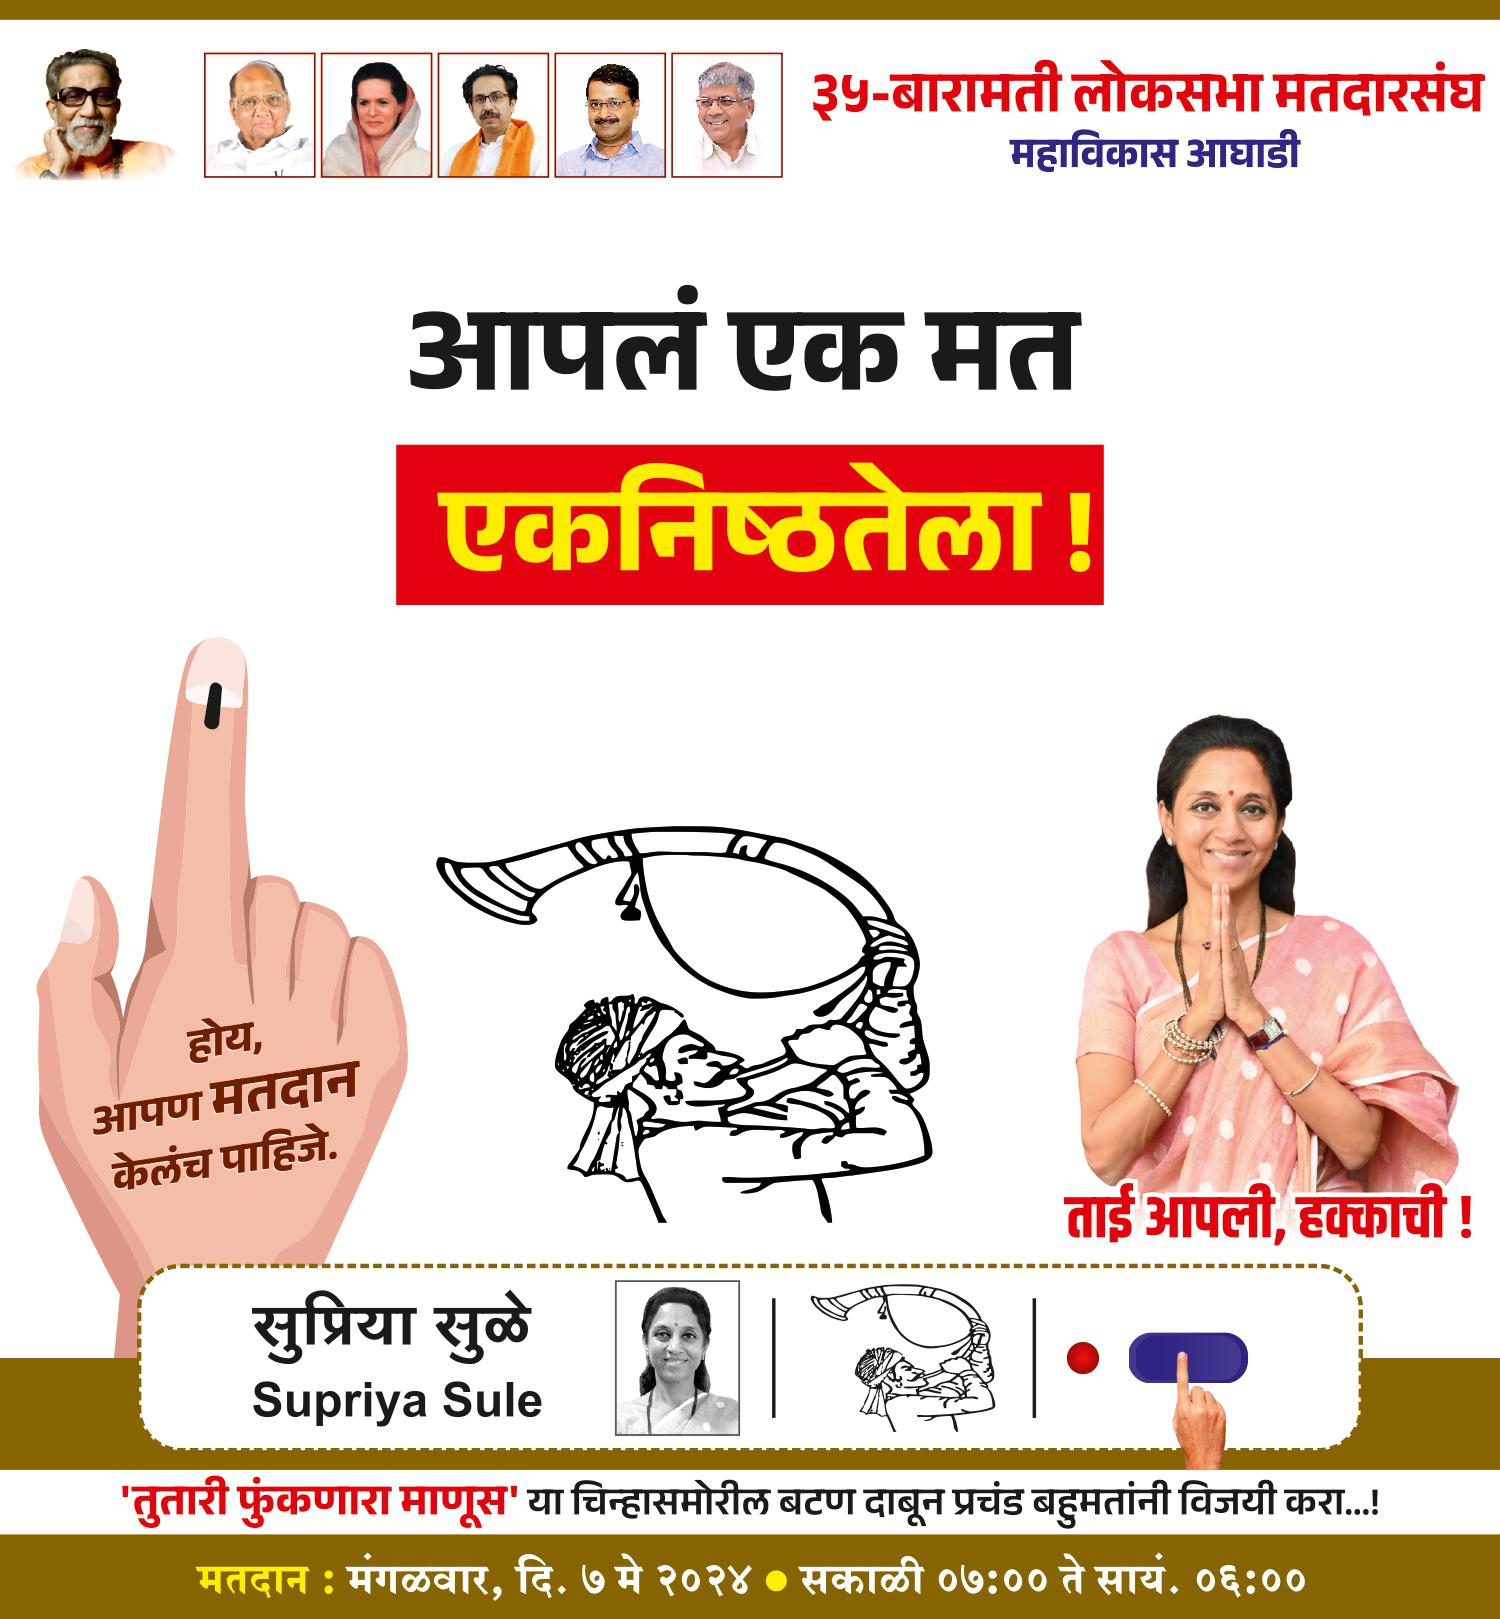 ३५-बारामती लोकसभा मतदारसंघ
महाविकास आघाडी
आपलं एक मत
एकनिष्ठतेला !
होय,
आपण मतदान
केलंच पाहिजे.
ताई आपली, हक्काची !
सुप्रिया सुळे
Supriya Sule
'तुतारी फुंकणारा माणूस' या चिन्हासमोरील बटण दाबून प्रचंड बहुमतांनी विजयी करा...!
मतदान : मंगळवार, दि. ७ मे २०२४ ● सकाळी ०७:०० ते सायं. ०६:००